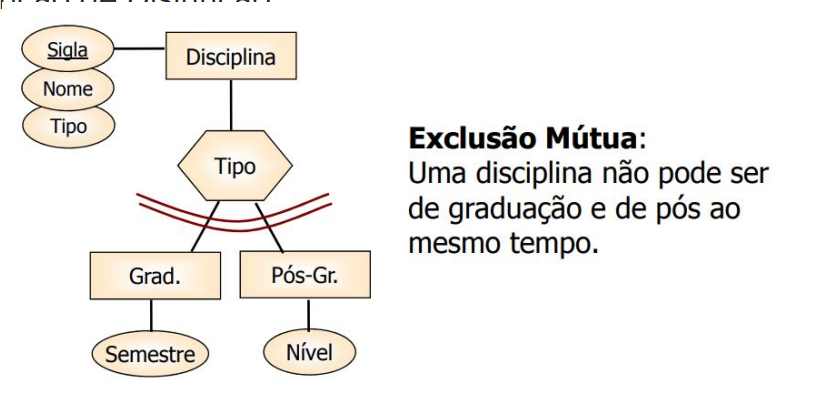 Sigla
Disciplina
Nome
Tipo
Tipo
Exclusão Mútua:
Uma disciplina não pode ser
de graduação e de pós ao
mesmo tempo.
Grad.
Pós-Gr.
Semestre
Nível